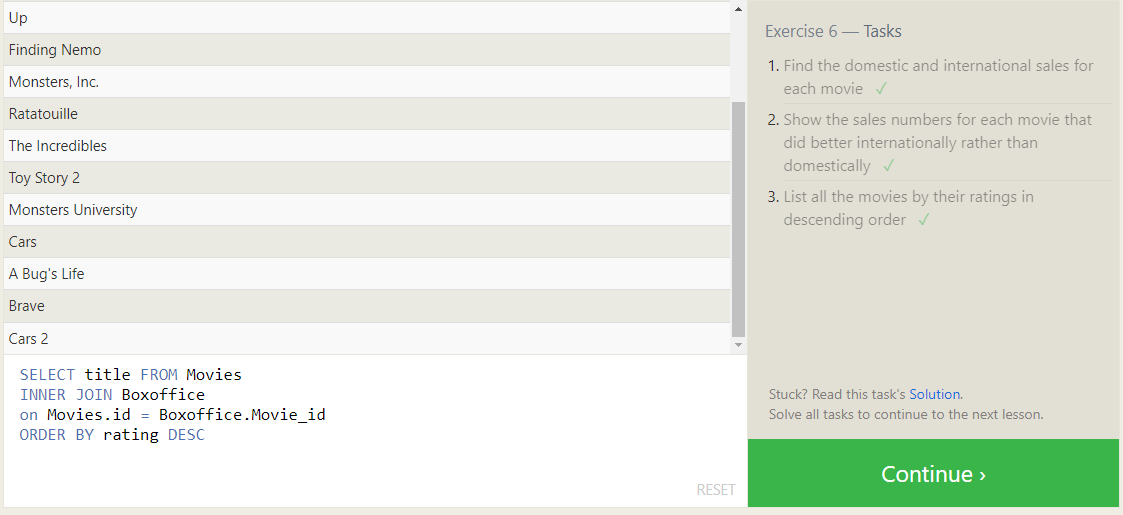 Up
Finding Nemo
Monsters, Inc.
Ratatouille
The Incredibles
Toy Story 2
Monsters University
Cars
A Bug's Life
Brave
Cars 2
SELECT title FROM Movies
INNER JOIN Boxoffice
on Movies.id = Boxoffice.Movie_id
ORDER BY rating DESC
RESET
Exercise 6 — Tasks
1. Find the domestic and international sales for
each movie ✓
2. Show the sales numbers for each movie that
did better internationally rather than
domestically ✓
3. List all the movies by their ratings in
descending order ✓
Stuck? Read this task's Solution.
Solve all tasks to continue to the next lesson.
Continue ›